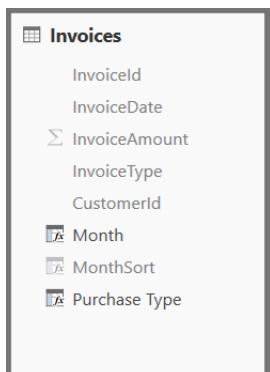 Invoices
InvoiceId
InvoiceDate
InvoiceAmount
InvoiceType
CustomerId
Month
MonthSort
Purchase Type